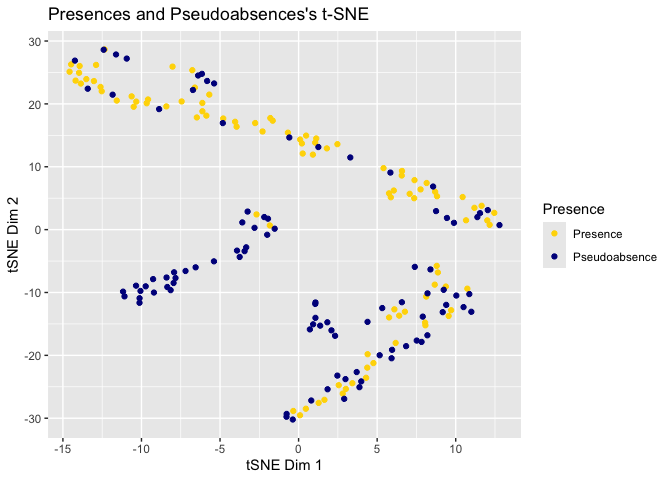 Presences and Pseudoabsences's t-SNE
30
20
10
0
-10
-20
-30
tSNE Dim 2
-15
-10
-5
0
5
10
tSNE Dim 1
Presence
Presence
Pseudoabsence